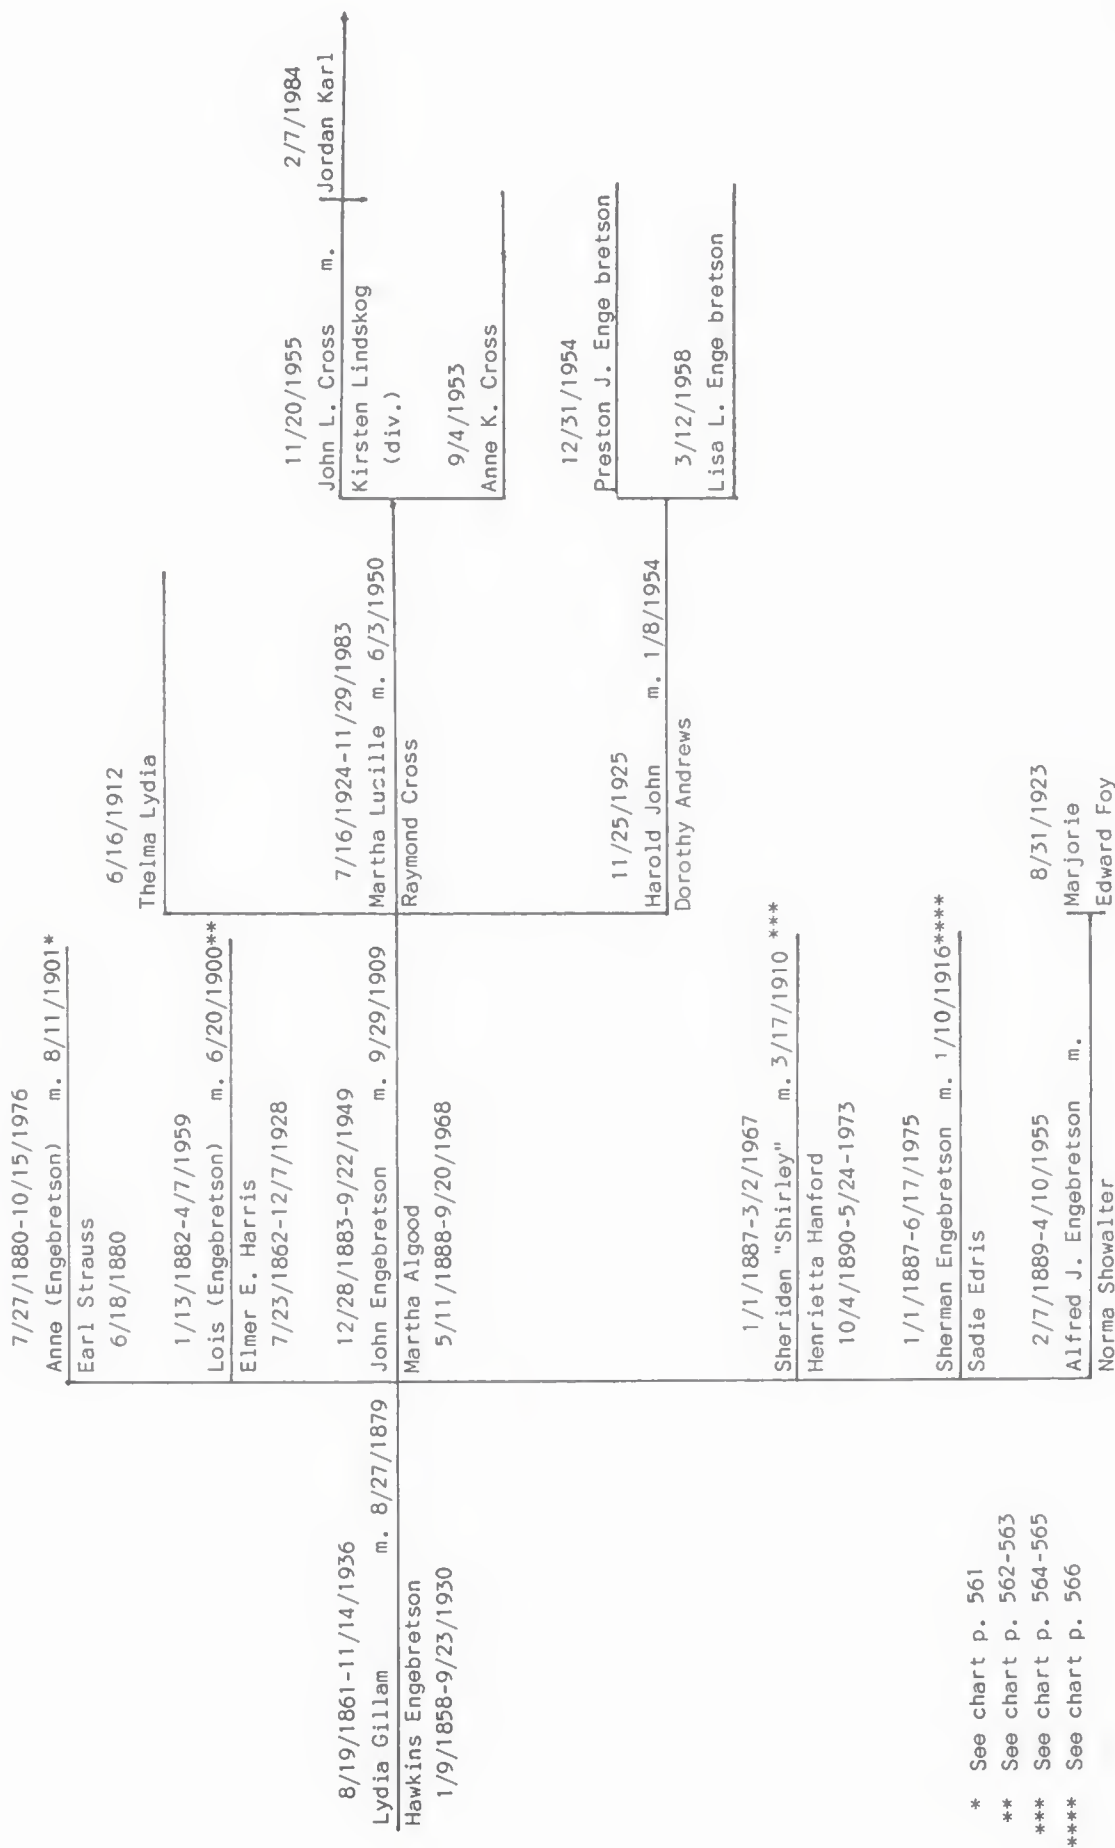 8/19/1861-11/14/1936
Lydia Gillam m. 8/27/1879
Hawkins Engebretson
1/9/1858-9/23/1930
* See chart p. 561
** See chart p. 562-563
*** See chart p. 564-565
**** See chart p. 566
7/27/1880-10/15/1976
Anne (Engebretson) m. 8/11/1901*
Earl Strauss
6/18/1880
1/13/1882-4/7/1959
Lois (Engebretson) m. 6/20/1900**
Elmer E. Harris
7/23/1862-12/7/1928
12/28/1883-9/22/1949
John Engebretson m. 9/29/1909
Martha Algood
5/11/1888-9/20/1968
1/1/1887-3/2/1967
Sheriden "Shirley" m. 3/17/1910 ***
Henrietta Hanford
10/4/1890-5/24-1973
1/1/1887-6/17/1975
Sherman Engebretson m. 1/10/1916****
Sadie Edris
2/7/1889-4/10/1955
Alfred J. Engebretson m.
Norma Showalter
6/16/1912
Thelma Lydia
7/16/1924-11/29/1983
Martha Lucille m. 6/3/1950
Raymond Cross
11/25/1925
Harold John m. 1/8/1954
Dorothy Andrews
8/31/1923
Marjorie
Edward Foy
11/20/1955
John L. Cross m.
Kirsten Lindskog
(div.)
9/4/1953
Anne K. Cross
12/31/1954
Preston J. Enge bretson
3/12/1958
Lisa L. Enge bretson
2/7/1984
Jordan Karl